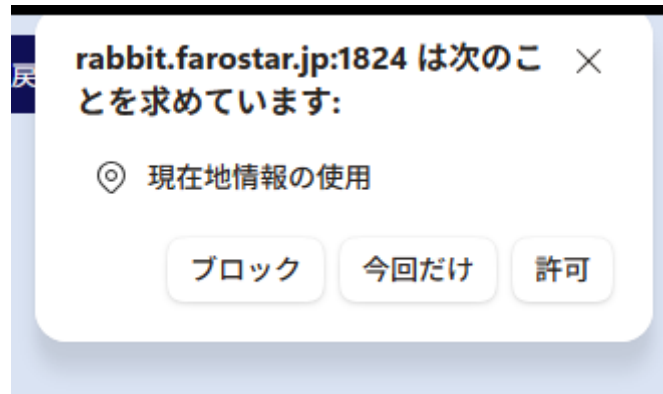 戻
rabbit.farostar.jp:1824 は次のこ
とを求めています:
現在地情報の使用
ブロック
今回だけ
許可